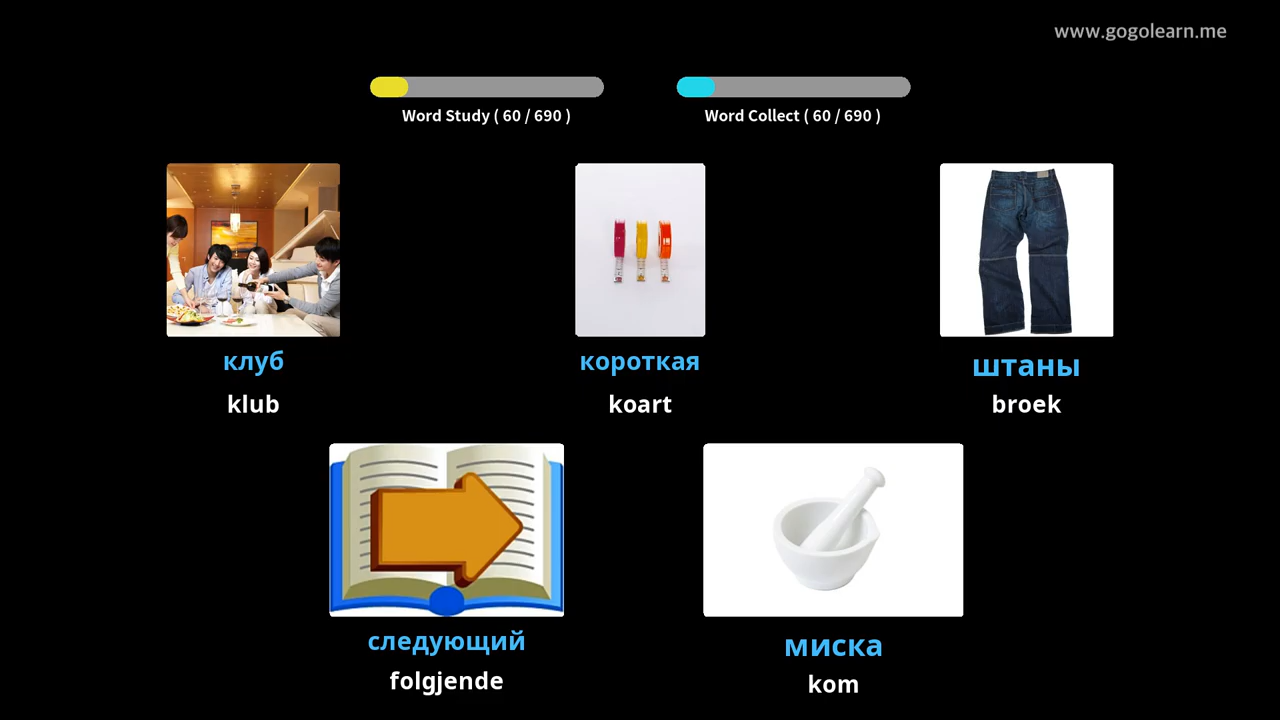 www.gogolearn.me
Word Study ( 60 / 690 )
Word Collect ( 60 / 690 )
клуб
короткая
штаны
klub
koart
broek
следующий
миска
folgjende
kom